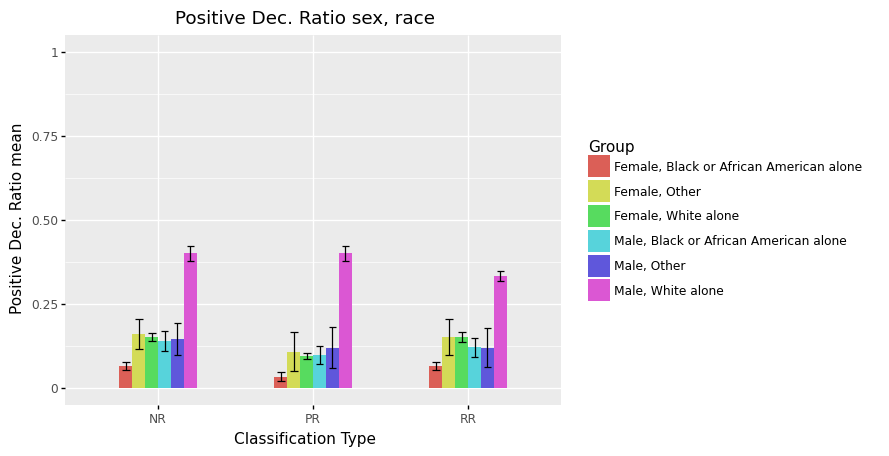 Positive Dec. Ratio sex, race
Positive Dec. Ratio mean
1
0.75
0.50
0.25
0
NR
PR
RR
Classification Type
Group
Female, Black or African American alone
Female, Other
Female, White alone
Male, Black or African American alone
Male, Other
Male, White alone